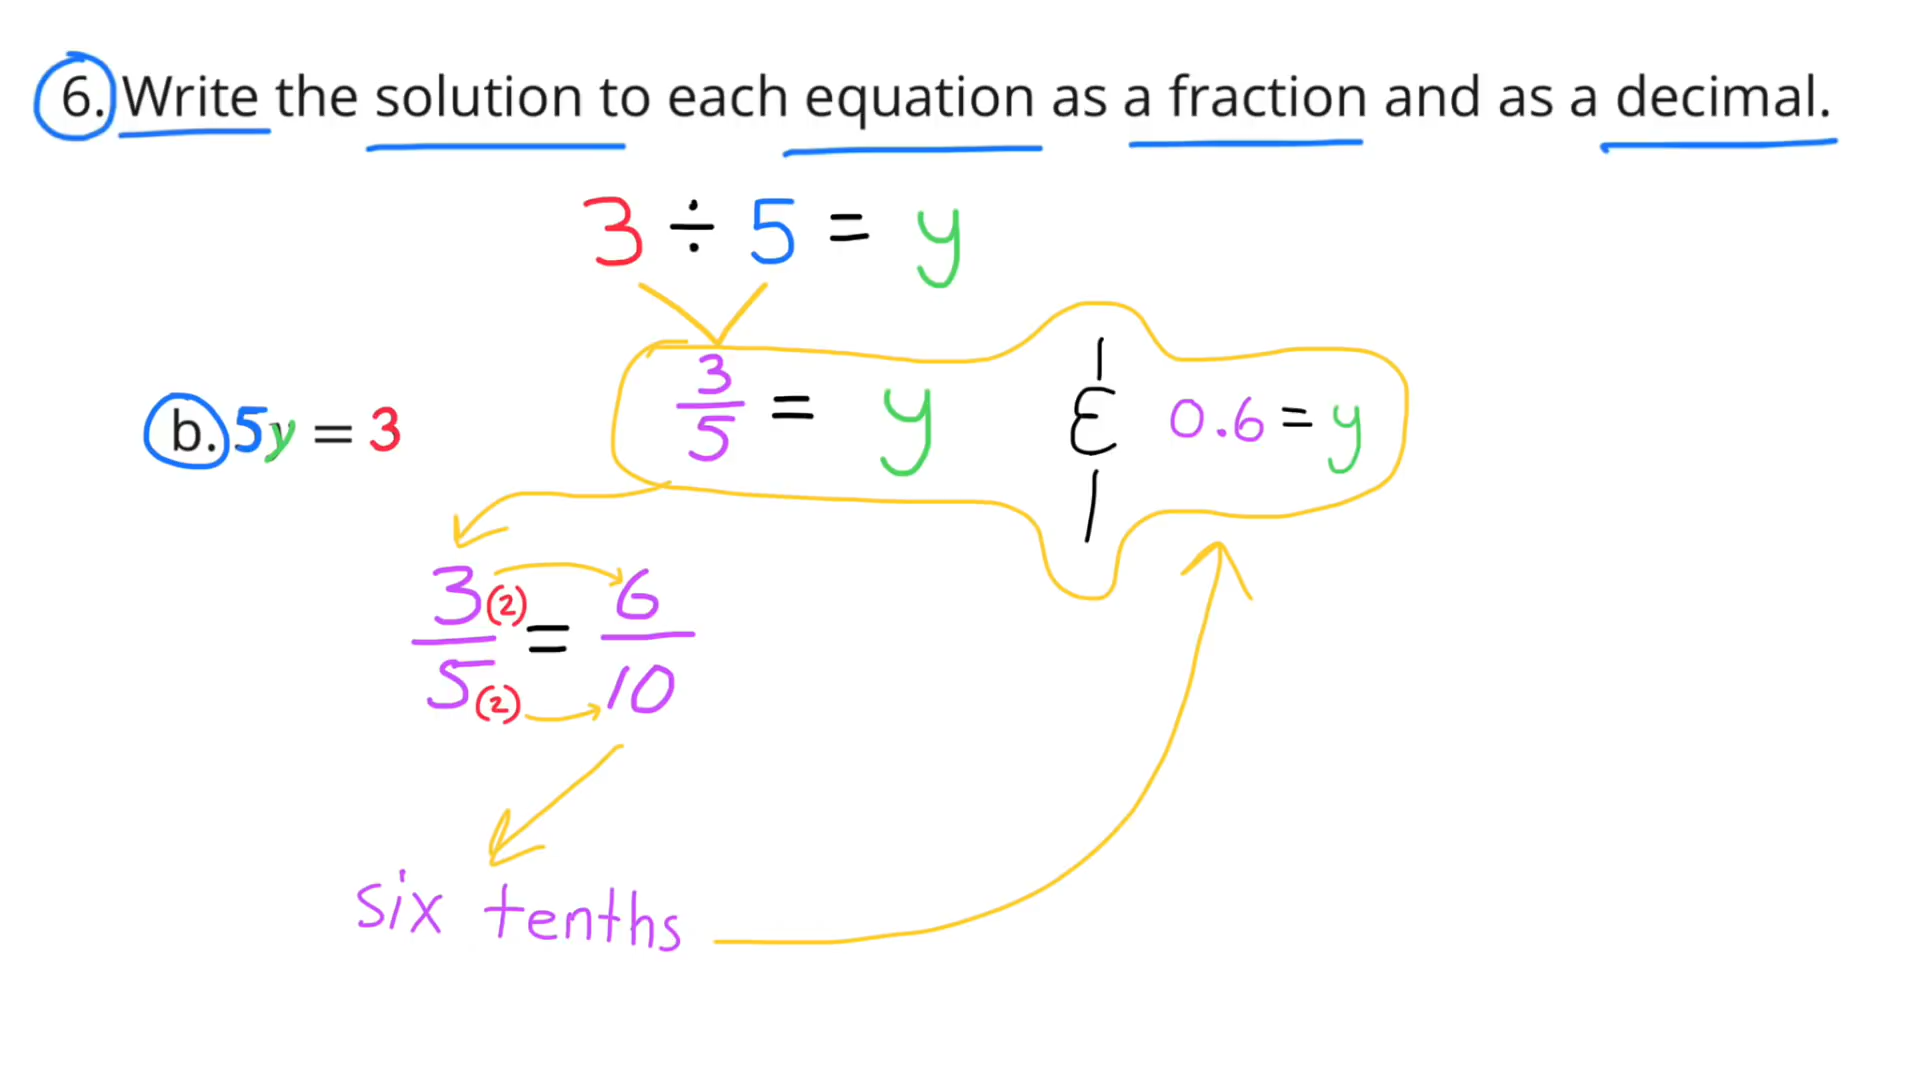 6. Write the solution to each equation as a fraction and as a decimal.
3 ÷ 5 = y
b. 5y = 3
3/5 = y & 0.6 = y
3(2)/5(2) = 6/10
six tenths